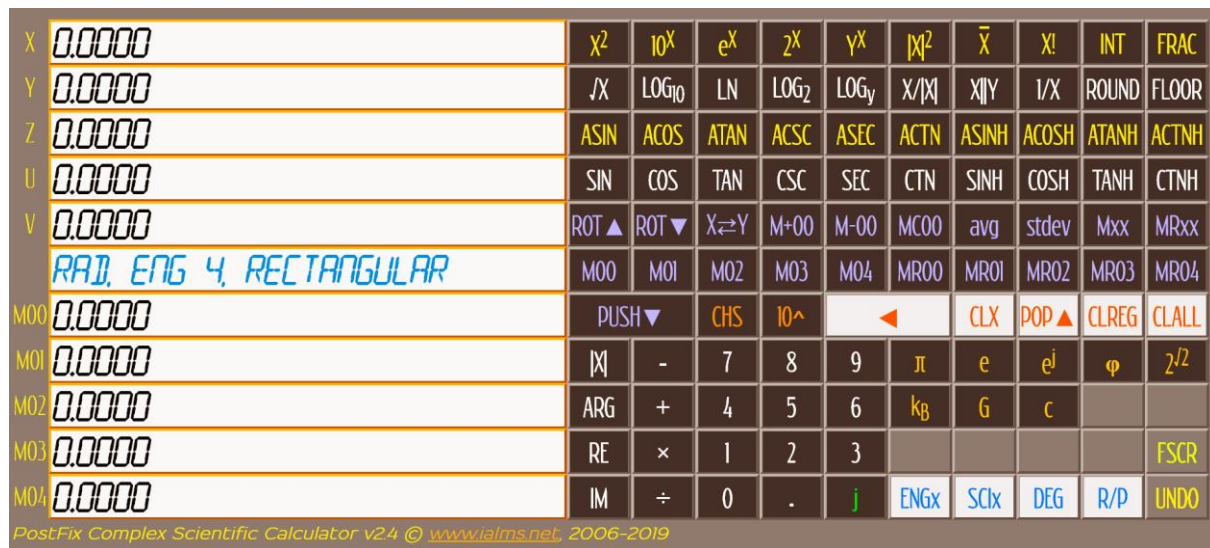 X 0.0000 X² 10ˣ eˣ 2ˣ Yˣ |X|² X̄ X! INT FRAC
Y 0.0000 √X LOG₁₀ LN LOG₂ LOGᵧ X/|X| X||Y 1/X ROUND FLOOR
Z 0.0000 ASIN ACOS ATAN ACSC ASEC ACTN ASINH ACOSH ATANH ACTNH
U 0.0000 SIN COS TAN CSC SEC CTN SINH COSH TANH CTNH
V 0.0000 ROT▲ ROT▼ X⇄Y M+00 M-00 MC00 avg stdev Mxx MRxx
RAD, ENG 4, RECTANGULAR M00 M01 M02 M03 M04 MR00 MR01 MR02 MR03 MR04
M00 0.0000 PUSH▼ CHS 10^ ◀ CLX POP▲ CLREG CLALL
M01 0.0000 |X| - 7 8 9 π e eʲ φ 2^√2
M02 0.0000 ARG + 4 5 6 kB G c
M03 0.0000 RE × 1 2 3 FSCR
M04 0.0000 IM ÷ 0 . j ENGx SCIx DEG R/P UNDO
PostFix Complex Scientific Calculator v2.4 © www.ialms.net, 2006-2019